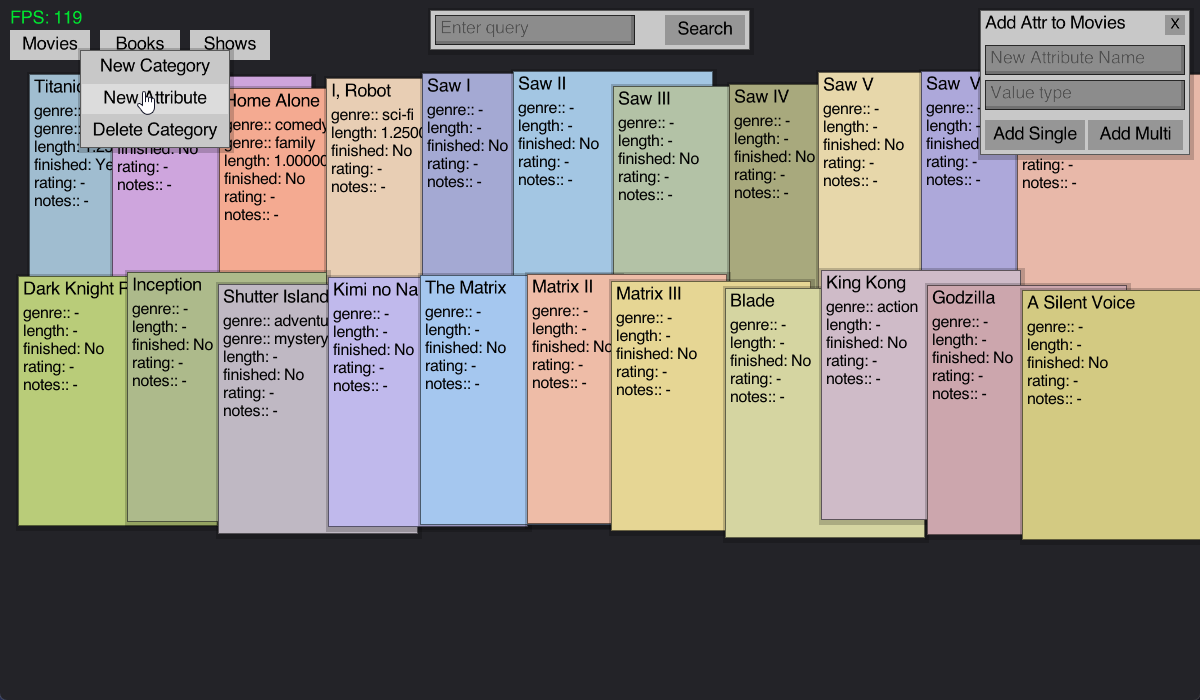 FPS: 119
Movies
Books
Shows
Enter query
Search
Add Attr to Movies
X
New Attribute Name
Value type
Add Single
Add Multi
New Category
New Attribute
Delete Category
Titanic
genre::
genre::
length:
finished: Ye
rating: -
notes:: -
finished: No
rating: -
notes:: -
Home Alone
genre:: comedy
genre:: family
length: 1.00000
finished: No
rating: -
notes:: -
I, Robot
genre:: sci-fi
length: 1.2500
finished: No
rating: -
notes:: -
Saw I
genre:: -
length: -
finished: No
rating: -
notes:: -
Saw II
genre:: -
length: -
finished: No
rating: -
notes:: -
Saw III
genre:: -
length: -
finished: No
rating: -
notes:: -
Saw IV
genre:: -
length: -
finished: No
rating: -
notes:: -
Saw V
genre:: -
length: -
finished: No
rating: -
notes:: -
Saw V
genre:: -
length: -
finished: No
rating: -
notes:: -
rating: -
notes:: -
Dark Knight
genre:: -
length: -
finished: No
rating: -
notes:: -
Inception
genre:: -
length: -
finished: No
rating: -
notes:: -
Shutter Island
genre:: adventu
genre:: mystery
length: -
finished: No
rating: -
notes:: -
Kimi no Na
genre:: -
length: -
finished: No
rating: -
notes:: -
The Matrix
genre:: -
length: -
finished: No
rating: -
notes:: -
Matrix II
genre:: -
length: -
finished: No
rating: -
notes:: -
Matrix III
genre:: -
length: -
finished: No
rating: -
notes:: -
Blade
genre:: -
length: -
finished: No
rating: -
notes:: -
King Kong
genre:: action
length: -
finished: No
rating: -
notes:: -
Godzilla
genre:: -
length: -
finished: No
rating: -
notes:: -
A Silent Voice
genre:: -
length: -
finished: No
rating: -
notes:: -